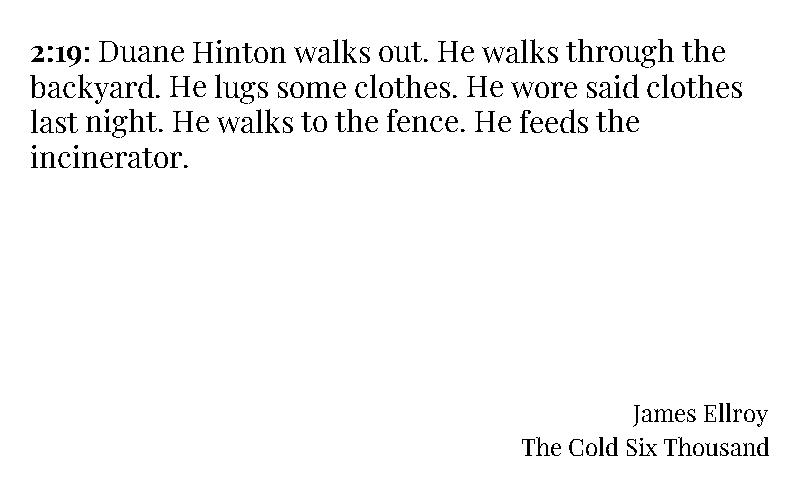 2:19: Duane Hinton walks out. He walks through the
backyard. He lugs some clothes. He wore said clothes
last night. He walks to the fence. He feeds the
incinerator.
James Ellroy
The Cold Six Thousand